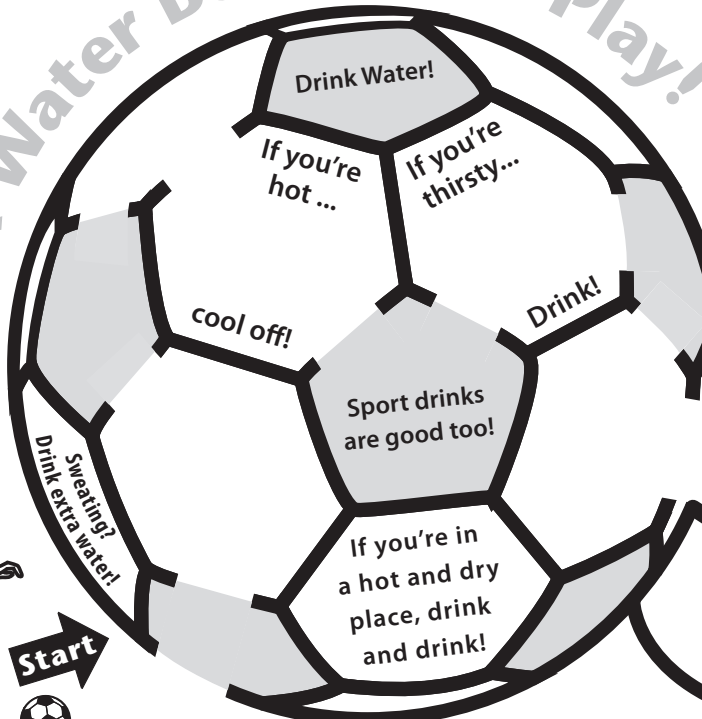 Water
Play!
Drink Water!
If you're
hot ...
If you're
thirsty...
cool off!
Drink!
Sport drinks
are good too!
Sweating?
Drink extra water!
If you're in
a hot and dry
place, drink
and drink!
Start